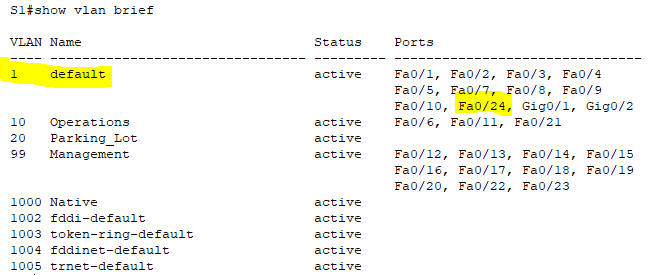 S1#show vlan brief
VLAN Name                             Status    Ports
---- -------------------------------- --------- -------------------------------
1    default                          active    Fa0/1, Fa0/2, Fa0/3, Fa0/4
                                                Fa0/5, Fa0/7, Fa0/8, Fa0/9
                                                Fa0/10, Fa0/24, Gig0/1, Gig0/2
10   Operations                       active    Fa0/6, Fa0/11, Fa0/21
20   Parking_Lot                      active
99   Management                       active    Fa0/12, Fa0/13, Fa0/14, Fa0/15
                                                Fa0/16, Fa0/17, Fa0/18, Fa0/19
                                                Fa0/20, Fa0/22, Fa0/23
1000 Native                           active
1002 fddi-default                     active
1003 token-ring-default               active
1004 fddinet-default                  active
1005 trnet-default                    active